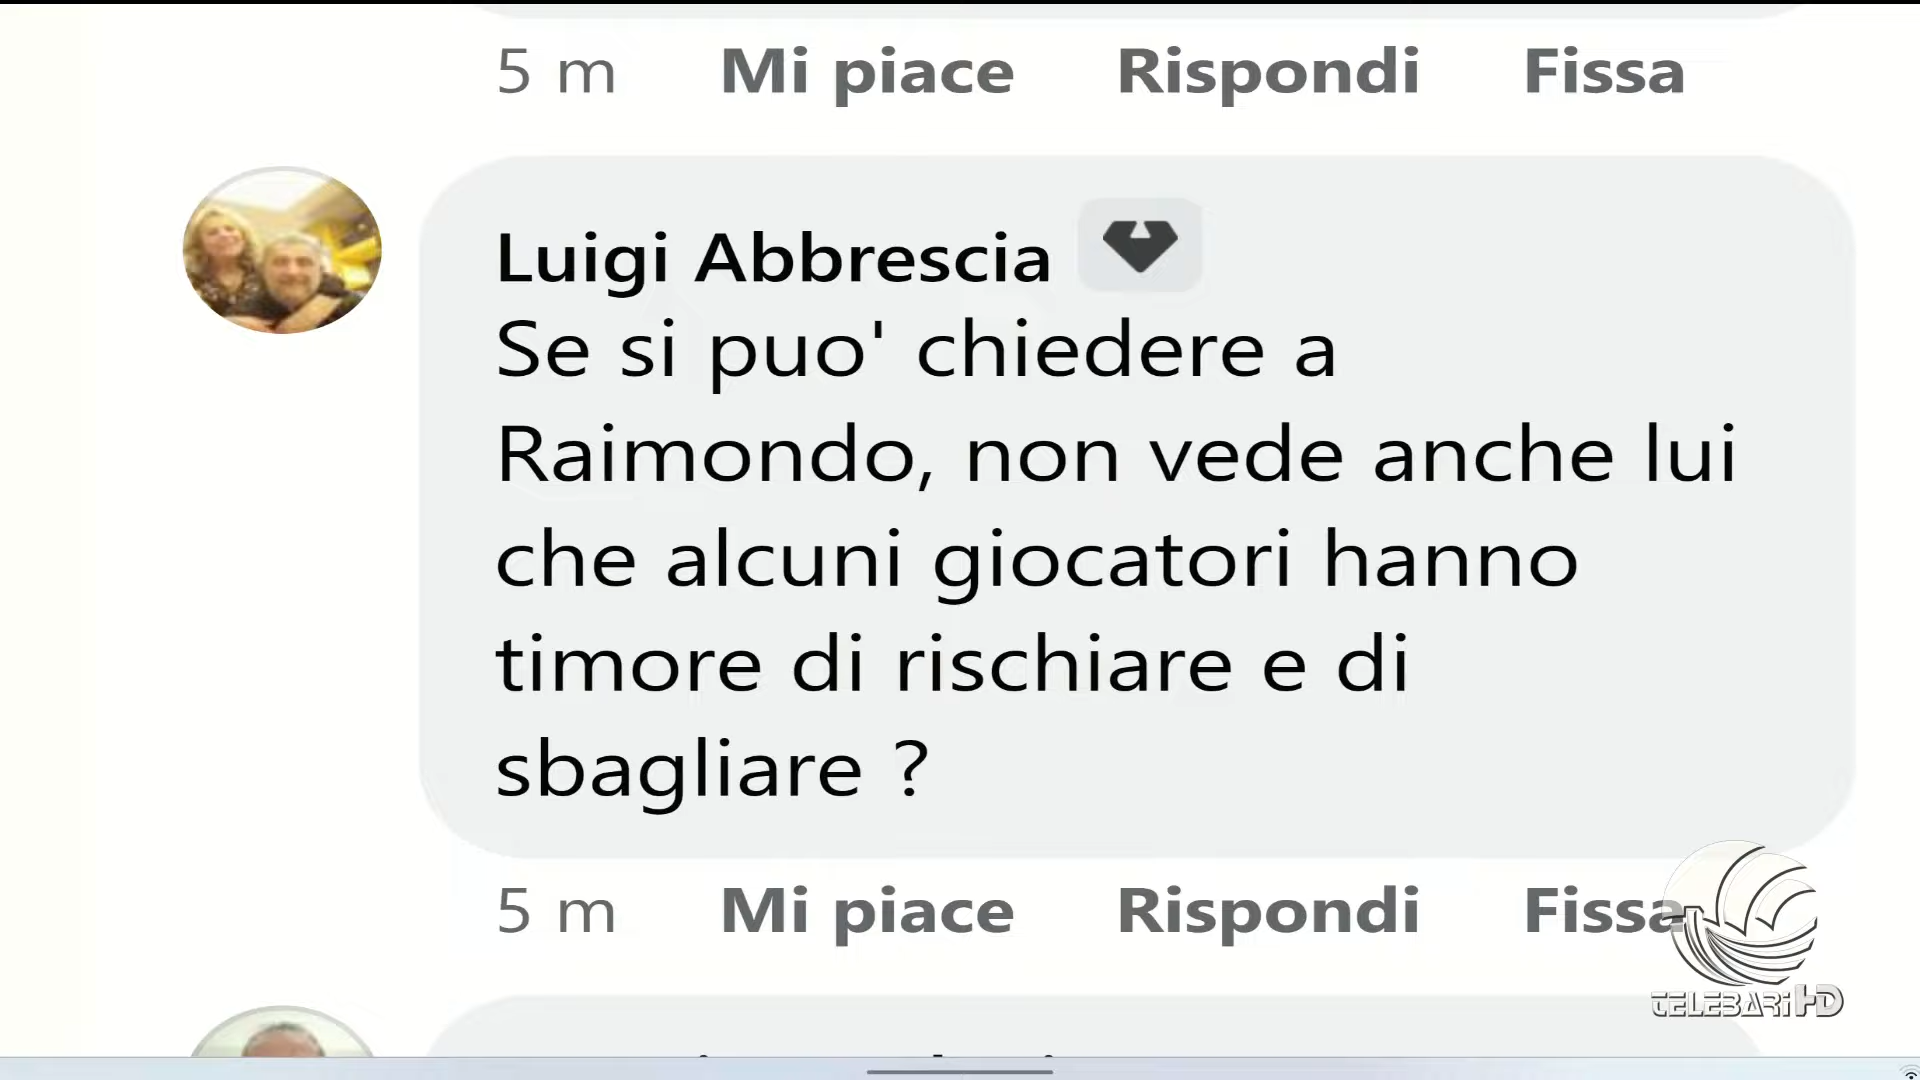 5 m Mi piace Rispondi Fissa
Luigi Abbrescia
Se si puo' chiedere a
Raimondo, non vede anche lui
che alcuni giocatori hanno
timore di rischiare e di
sbagliare ?
5 m Mi piace Rispondi Fissa
TELEBARI HD